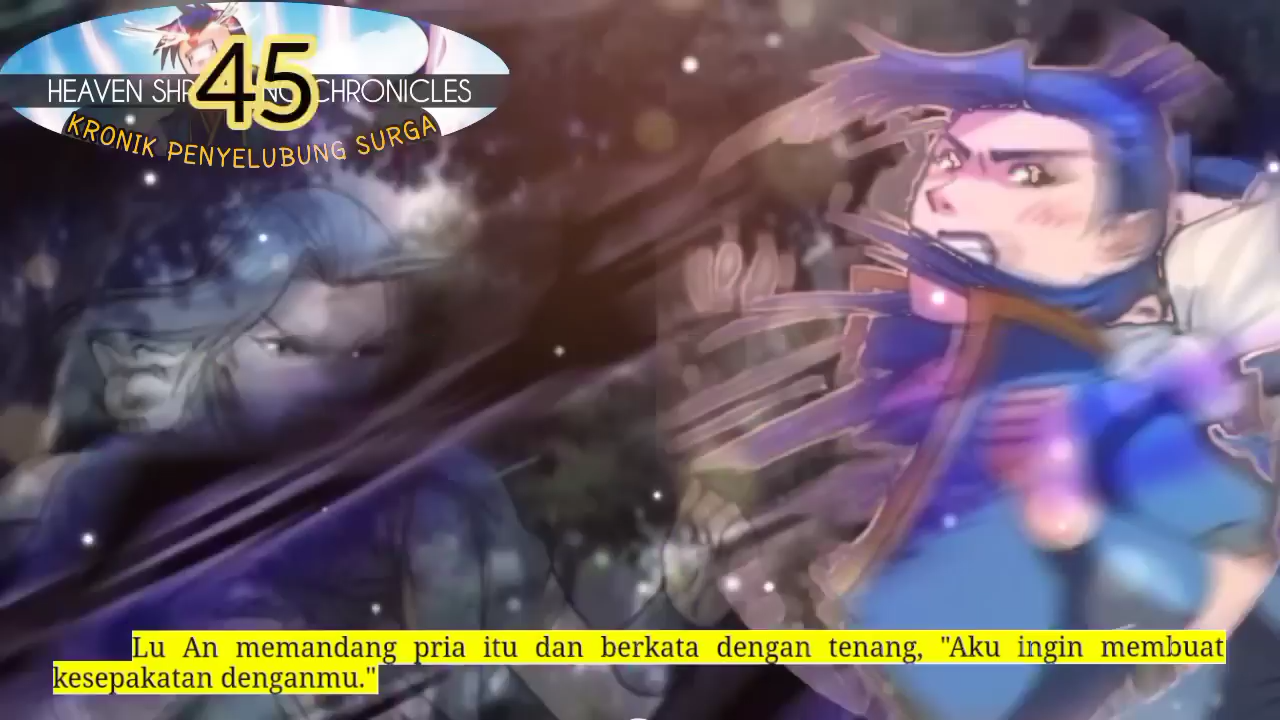 45
HEAVEN CHRONICLES
KRONIK PENYELUBUNG SURGA
Lu An memandang pria itu dan berkata dengan tenang, "Aku ingin membuat
kesepakatan denganmu."